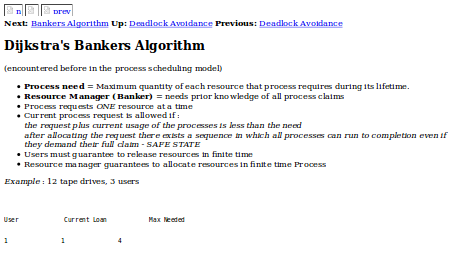 n prev
Next: Bankers Algorithm Up: Deadlock Avoidance Previous: Deadlock Avoidance
Dijkstra's Bankers Algorithm
(encountered before in the process scheduling model)
• Process need = Maximum quantity of each resource that process requires during its lifetime.
• Resource Manager (Banker) = needs prior knowledge of all process claims
• Process requests ONE resource at a time
• Current process request is allowed if :
the request plus current usage of the processes is less than the need
after allocating the request there exists a sequence in which all processes can run to completion even if
they demand their full claim - SAFE STATE
• Users must guarantee to release resources in finite time
• Resource manager guarantees to allocate resources in finite time Process
Example : 12 tape drives, 3 users
User Current Loan Max Needed
1 1 4